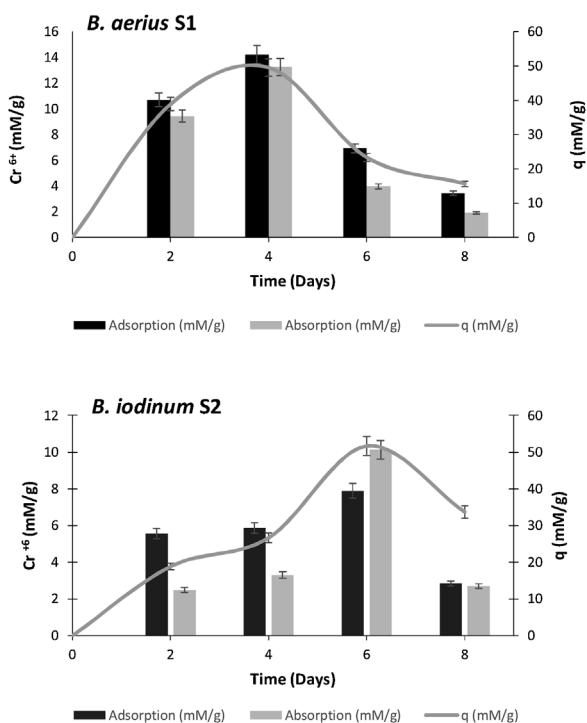 B. aerius S1
16
14
12
10
8
6
4
2
0
Cr 6+ (mM/g)
60
50
40
30
20
10
0
q (mM/g)
0 2 4 6 8
Time (Days)
Adsorption (mM/g) Absorption (mM/g) q (mM/g)
B. iodinum S2
12
10
8
6
4
2
0
Cr +6 (mM/g)
60
50
40
30
20
10
0
q (mM/g)
0 2 4 6 8
Time (Days)
Adsorption (mM/g) Absorption (mM/g) q (mM/g)